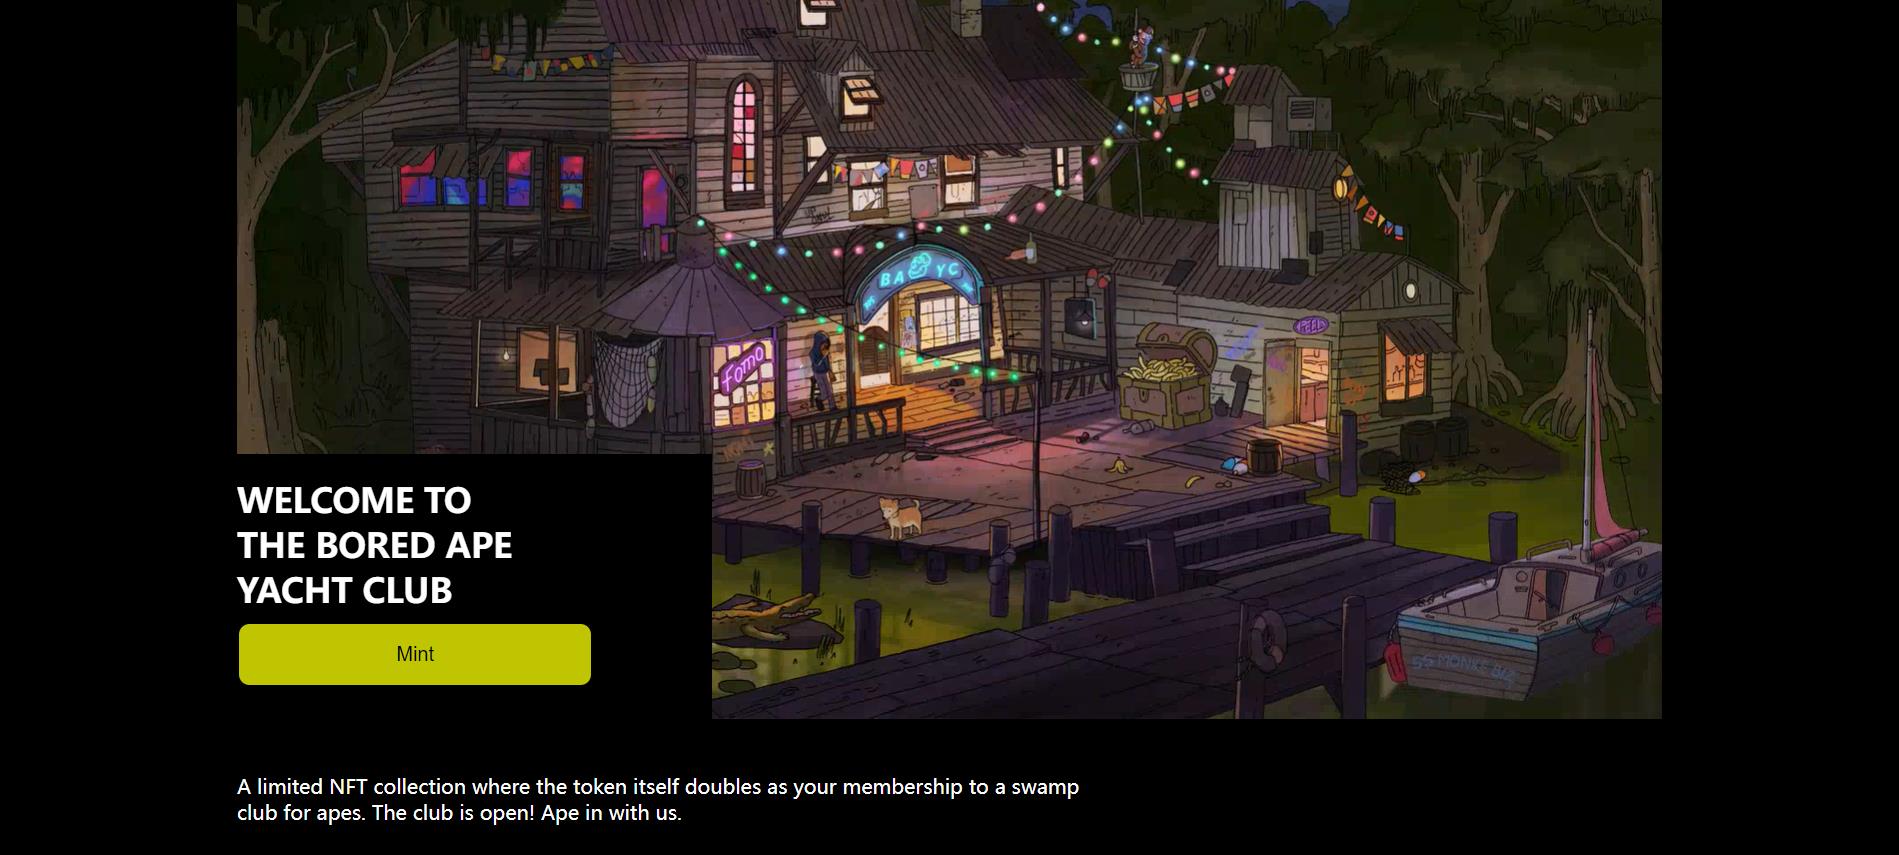 BA YC
Fomo
PEEL
SS MONKE BIZ
WELCOME TO
THE BORED APE
YACHT CLUB
Mint
A limited NFT collection where the token itself doubles as your membership to a swamp
club for apes. The club is open! Ape in with us.